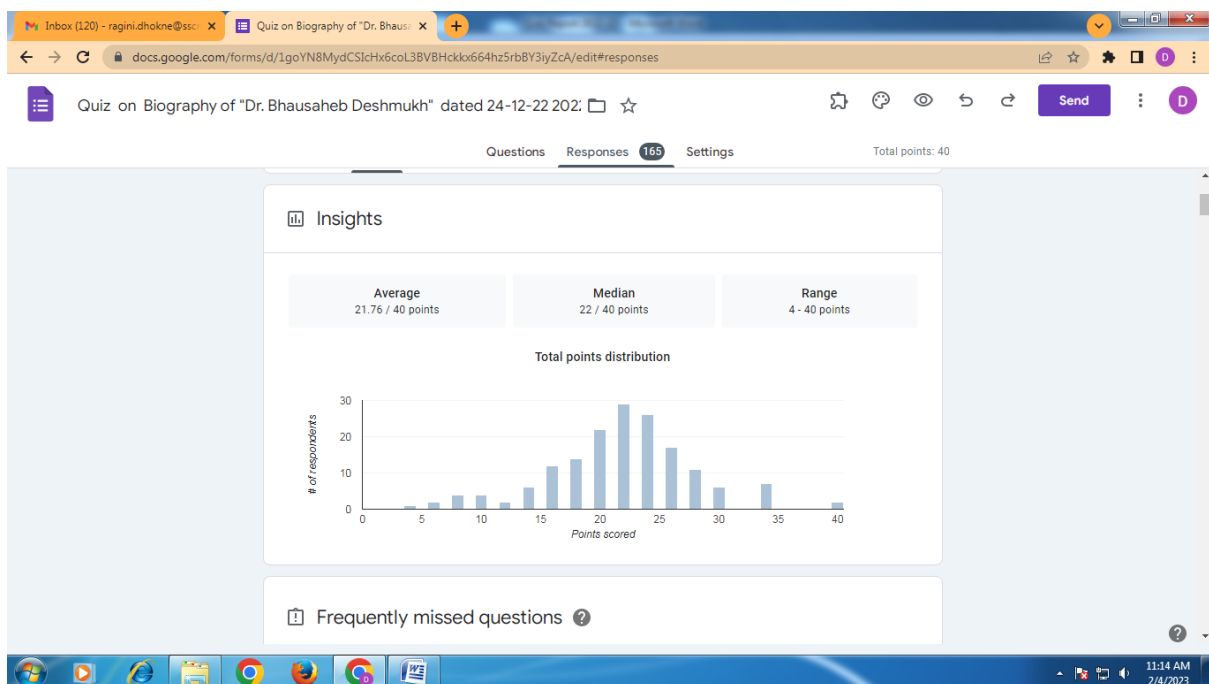 Inbox (120) - ragini.dhokne@ssc
Quiz on Biography of "Dr. Bhausa
docs.google.com/forms/d/1goYN8MydCSIcHx6coL3BVBHckkx664hz5rbBY3iyZcA/edit#responses
D
Quiz on Biography of "Dr. Bhausaheb Deshmukh" dated 24-12-22 202
Send
D
Questions Responses 165 Settings Total points: 40
Insights
Average Median Range
21.76 / 40 points 22 / 40 points 4 - 40 points
Total points distribution
# of respondents
30
20
10
0
0 5 10 15 20 25 30 35 40
Points scored
Frequently missed questions
11:14 AM
2/4/2023